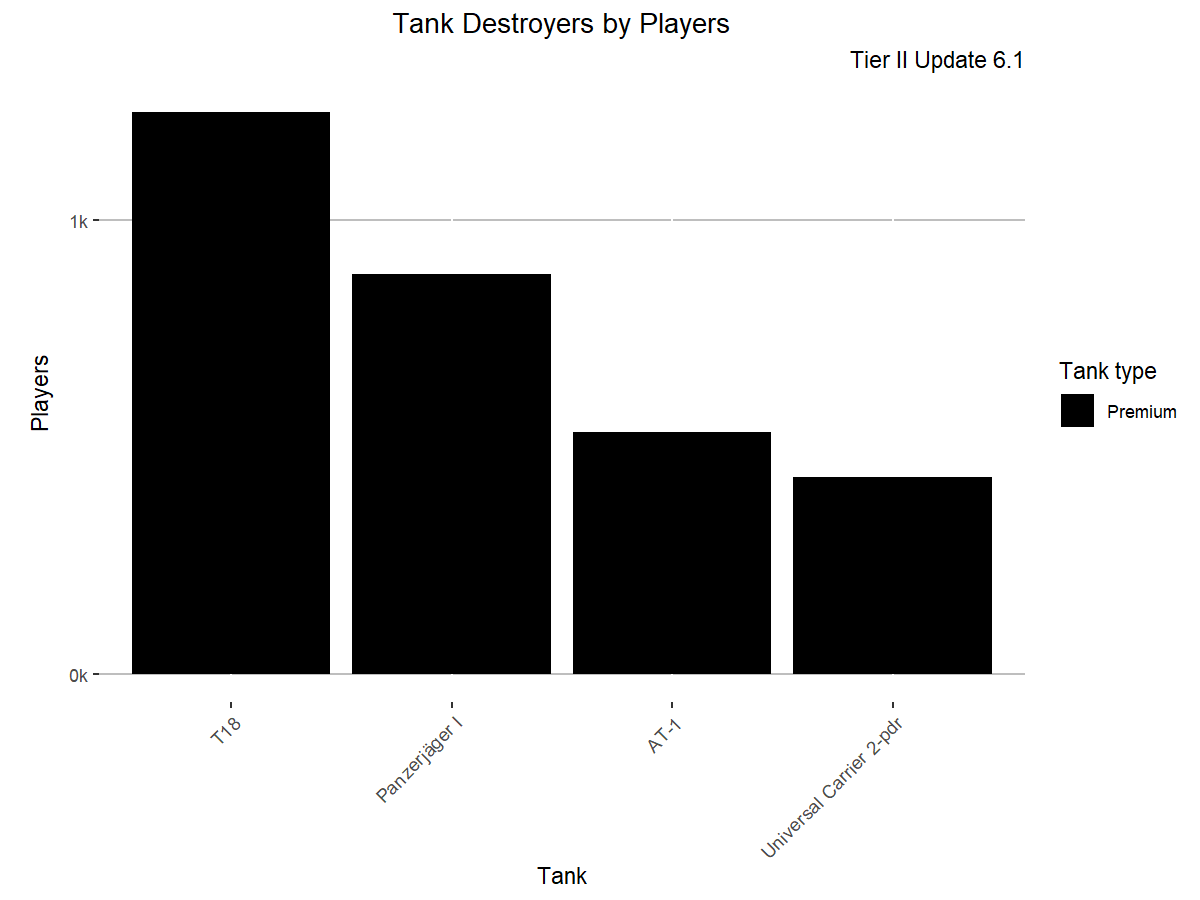 Tank Destroyers by Players
Tier II Update 6.1
1k
0k
Players
T18
Panzerjäger I
AT-1
Universal Carrier 2-pdr
Tank
Tank type
Premium